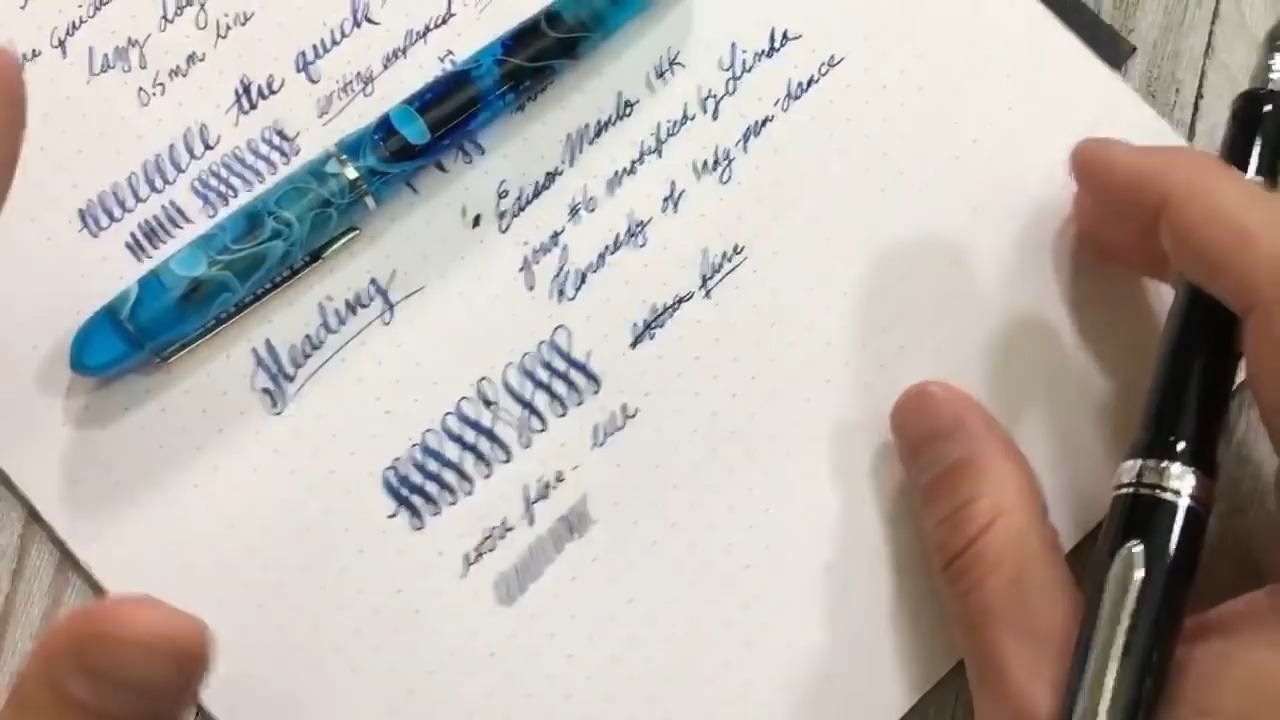 lazy dog
0.5mm line
the quick
writing unflexed
Edison Menlo 14K
jowo #6 modified by Linda
Kennedy of indy-pen-dance
Heading
extra fine
extra fine -